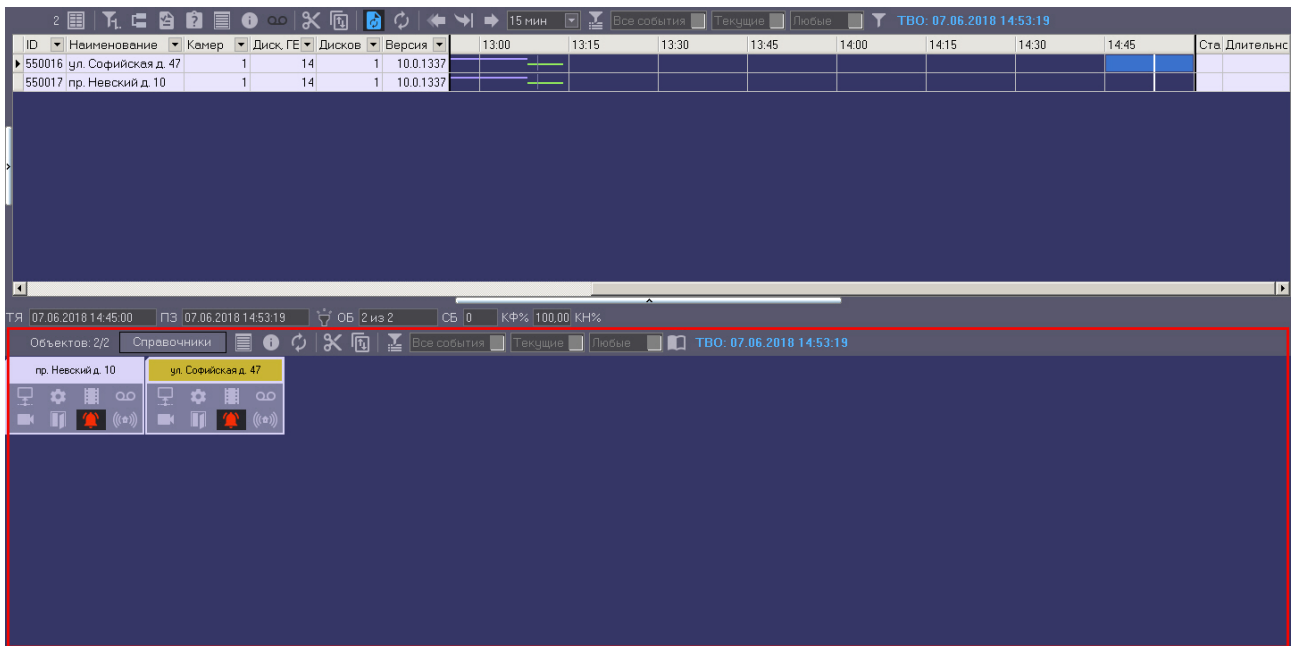 2 15 мин Все события Текущие Любые ТВО: 07.06.2018 14:53:19
ID Наименование Камер Диск, ГЕ Дисков Версия 13:00 13:15 13:30 13:45 14:00 14:15 14:30 14:45 Ста Длительнс
550016 ул. Софийская д. 47 1 14 1 10.0.1337
550017 пр. Невский д. 10 1 14 1 10.0.1337
ТЯ 07.06.2018 14:45:00 ПЗ 07.06.2018 14:53:19 ОБ 2 из 2 СБ 0 КФ% 100,00 КН%
Объектов: 2/2 Справочники Все события Текущие Любые ТВО: 07.06.2018 14:53:19
пр. Невский д. 10 ул. Софийская д. 47